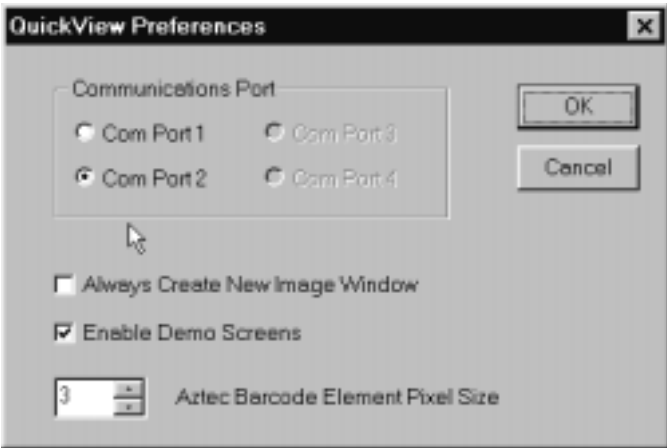 QuickView Preferences
Communications Port
Com Port 1 Com Port 3
Com Port 2 Com Port 4
OK
Cancel
Always Create New Image Window
Enable Demo Screens
3 Aztec Barcode Element Pixel Size